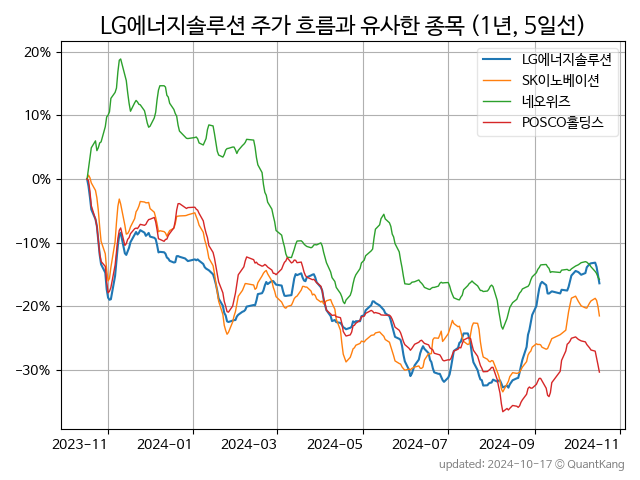 LG에너지솔루션 주가 흐름과 유사한 종목 (1년, 5일선)
20%
10%
0%
−10%
−20%
−30%
LG에너지솔루션
SK이노베이션
네오위즈
POSCO홀딩스
2023-11 2024-01 2024-03 2024-05 2024-07 2024-09 2024-11
updated: 2024-10-17 © QuantKang